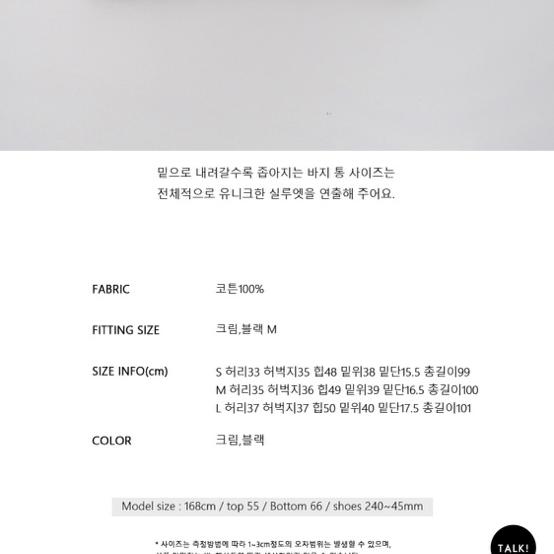 밑으로 내려갈수록 좁아지는 바지 통 사이즈는
전체적으로 유니크한 실루엣을 연출해 주어요.
FABRIC 코튼100%
FITTING SIZE 크림,블랙 M
SIZE INFO(cm) S 허리33 허벅지35 힙48 밑위38 밑단15.5 총길이99
M 허리35 허벅지36 힙49 밑위39 밑단16.5 총길이100
L 허리37 허벅지37 힙50 밑위40 밑단17.5 총길이101
COLOR 크림,블랙
Model size : 168cm / top 55 / Bottom 66 / shoes 240~45mm
* 사이즈는 측정방법에 따라 1~3cm정도의 오차범위는 발생할 수 있으며,
TALK!